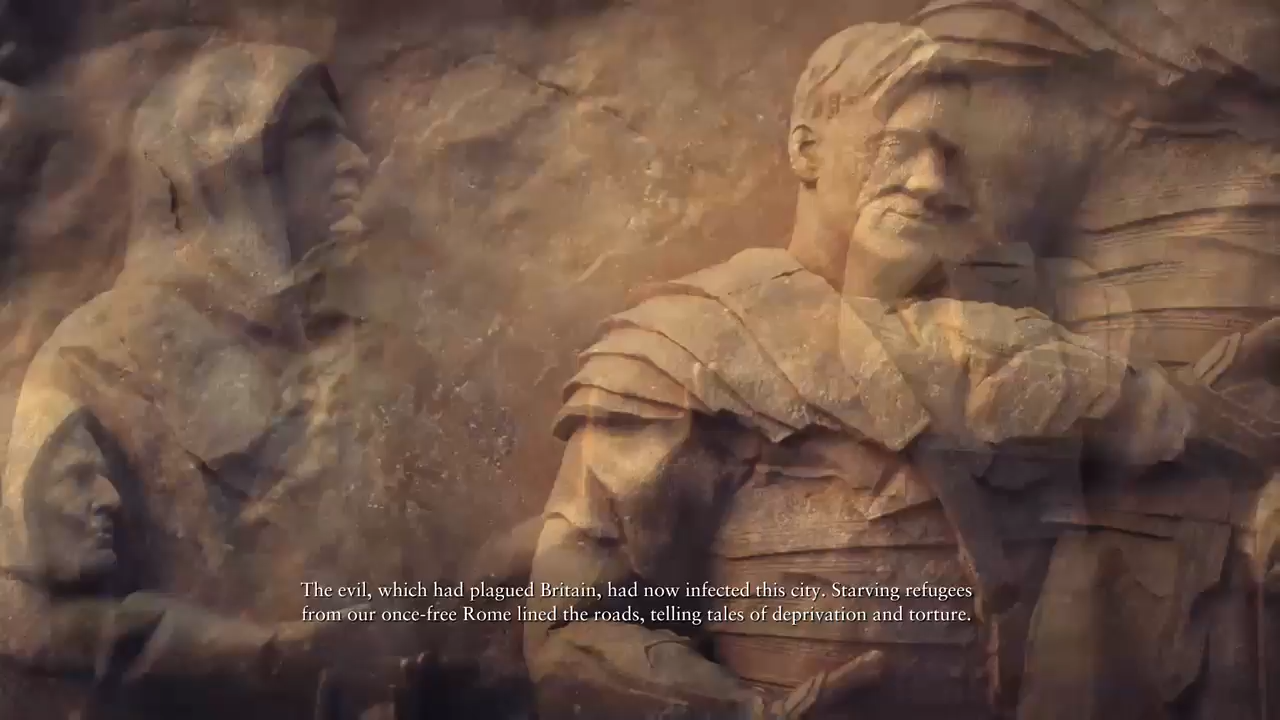 The evil, which had plagued Britain, had now infected this city. Starving refugees
from our once-free Rome lined the roads, telling tales of deprivation and torture.